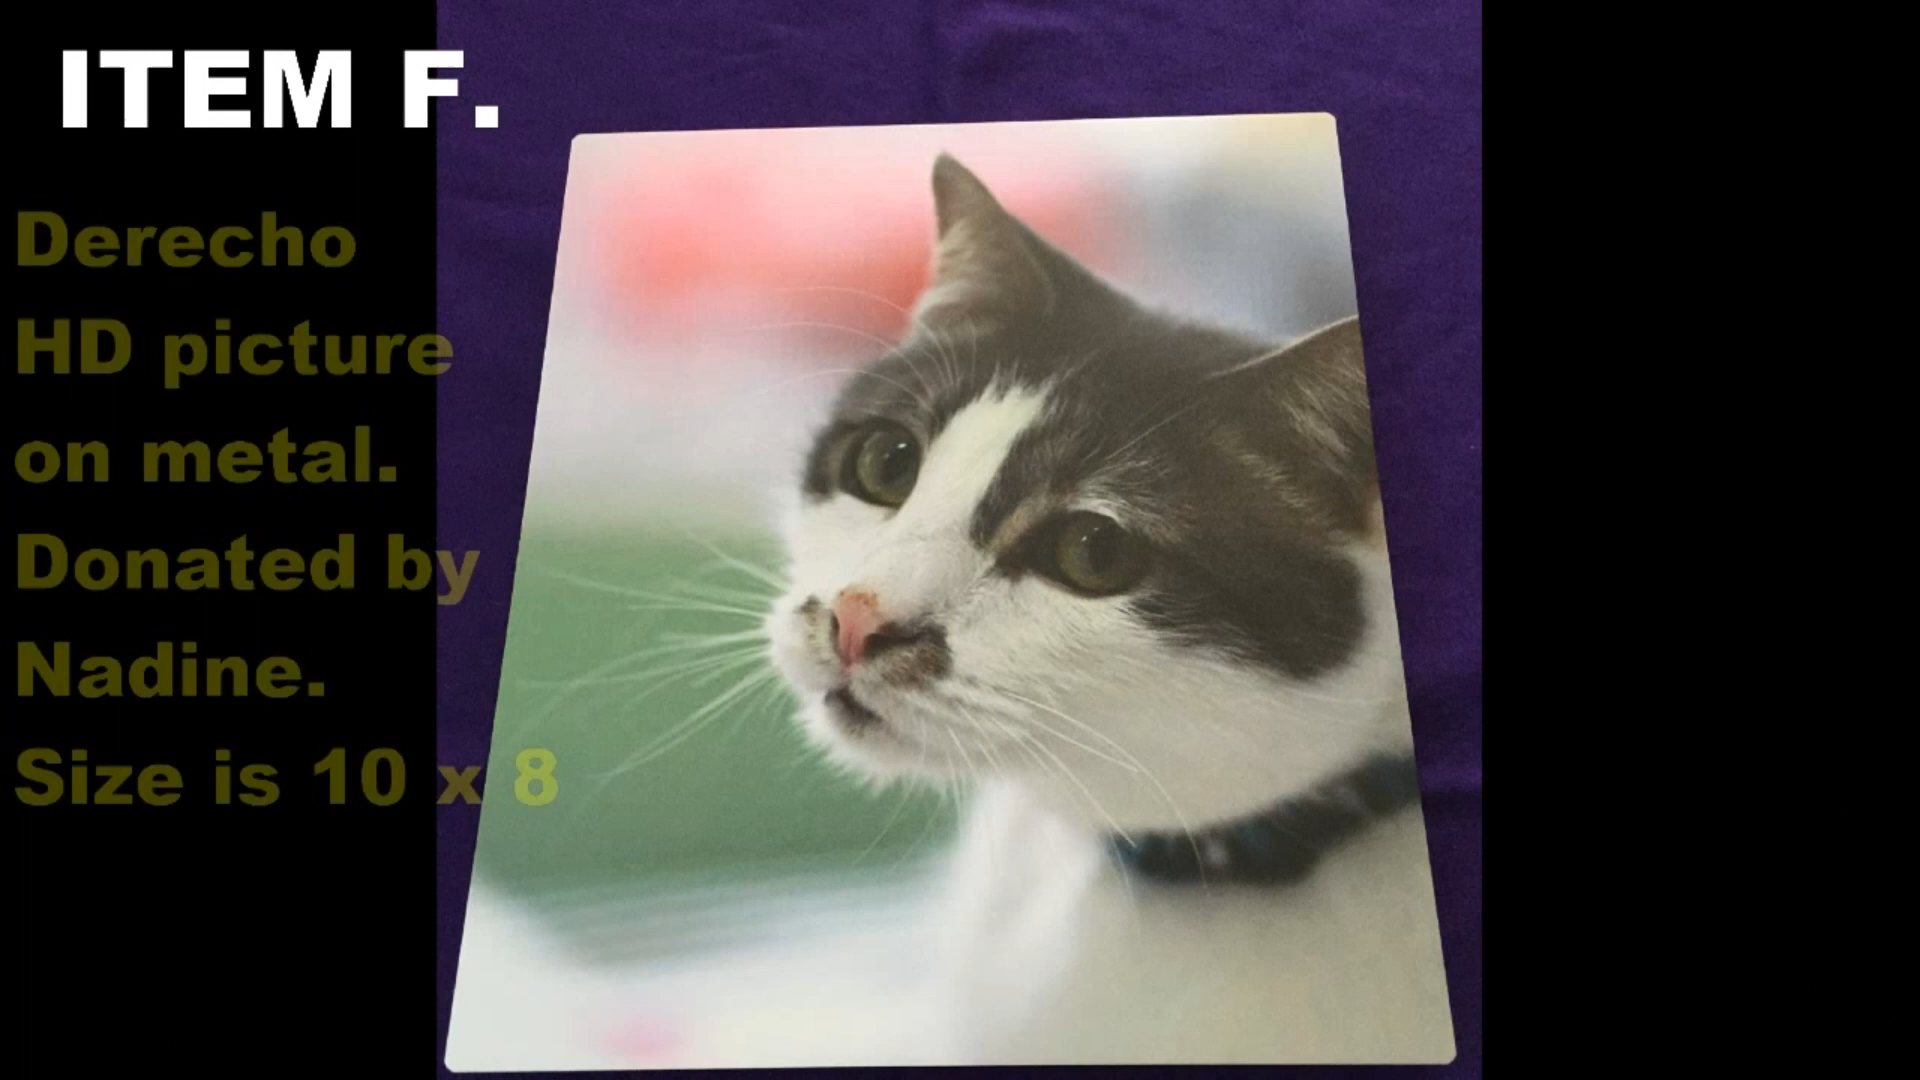 ITEM F.
Derecho
HD picture
on metal.
Donated by
Nadine.
Size is 10 x 8